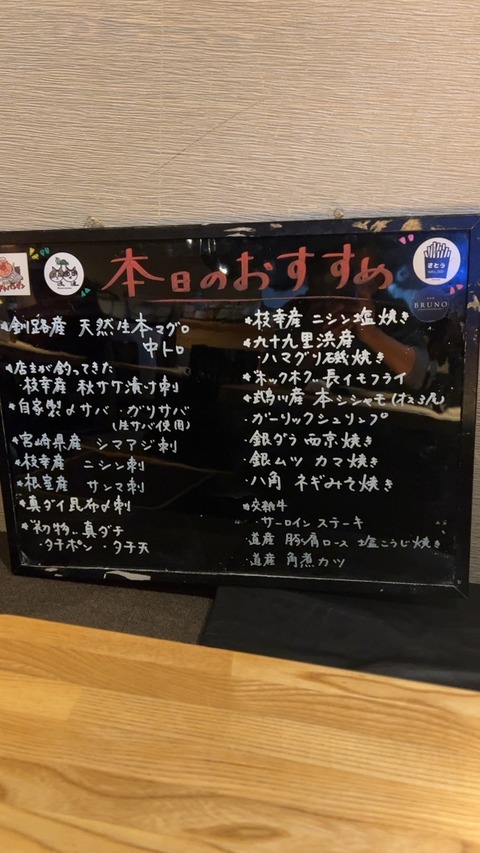 本日のおすすめ
*釧路産 天然生本マグロ
中トロ
*店主が釣ってきた
・枝幸産 秋サケ漬け刺
*自家製〆サバ ・ガリサバ
(生サバ使用)
*宮崎県産 シマアジ刺
*枝幸産 ニシン刺
*根室産 サンマ刺
*真ダイ昆布〆刺
*初物 真ダチ
・タチポン ・タチ天
*枝幸産 ニシン塩焼き
*九十九里浜産
・ハマグリ磯焼き
*ホッコホク 長イモフライ
*鵡川産 本シシャモ(オス3尾)
・ガーリックシュリンプ
・銀ダラ 西京焼き
・銀ムツ カマ焼き
・八角 ネギみそ焼き
*交雑牛
・サーロインステーキ
・道産 豚肩ロース 塩こうじ焼き
・道産 角煮カツ
さとう
BRUNO